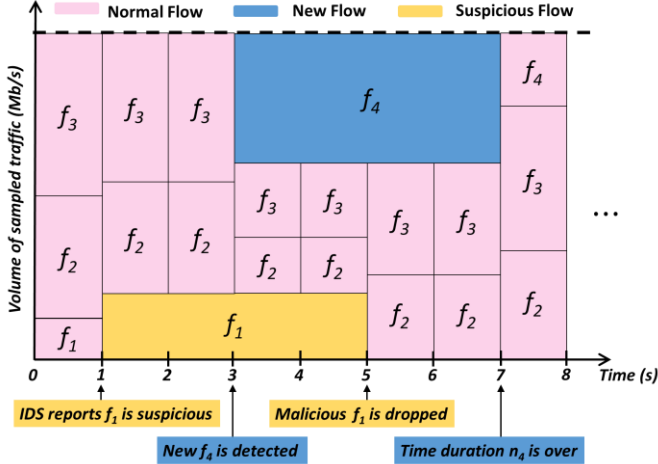 Normal Flow New Flow Suspicious Flow
Volume of sampled traffic (Mb/s)
f3 f3 f3 f4 f4
f3 f3 f3 f3 f3
f2 f2 f2 f2 f2
f1 f1 f2 f2 f2
...
0 1 2 3 4 5 6 7 8 Time (s)
IDS reports f1 is suspicious Malicious f1 is dropped
New f4 is detected Time duration n4 is over